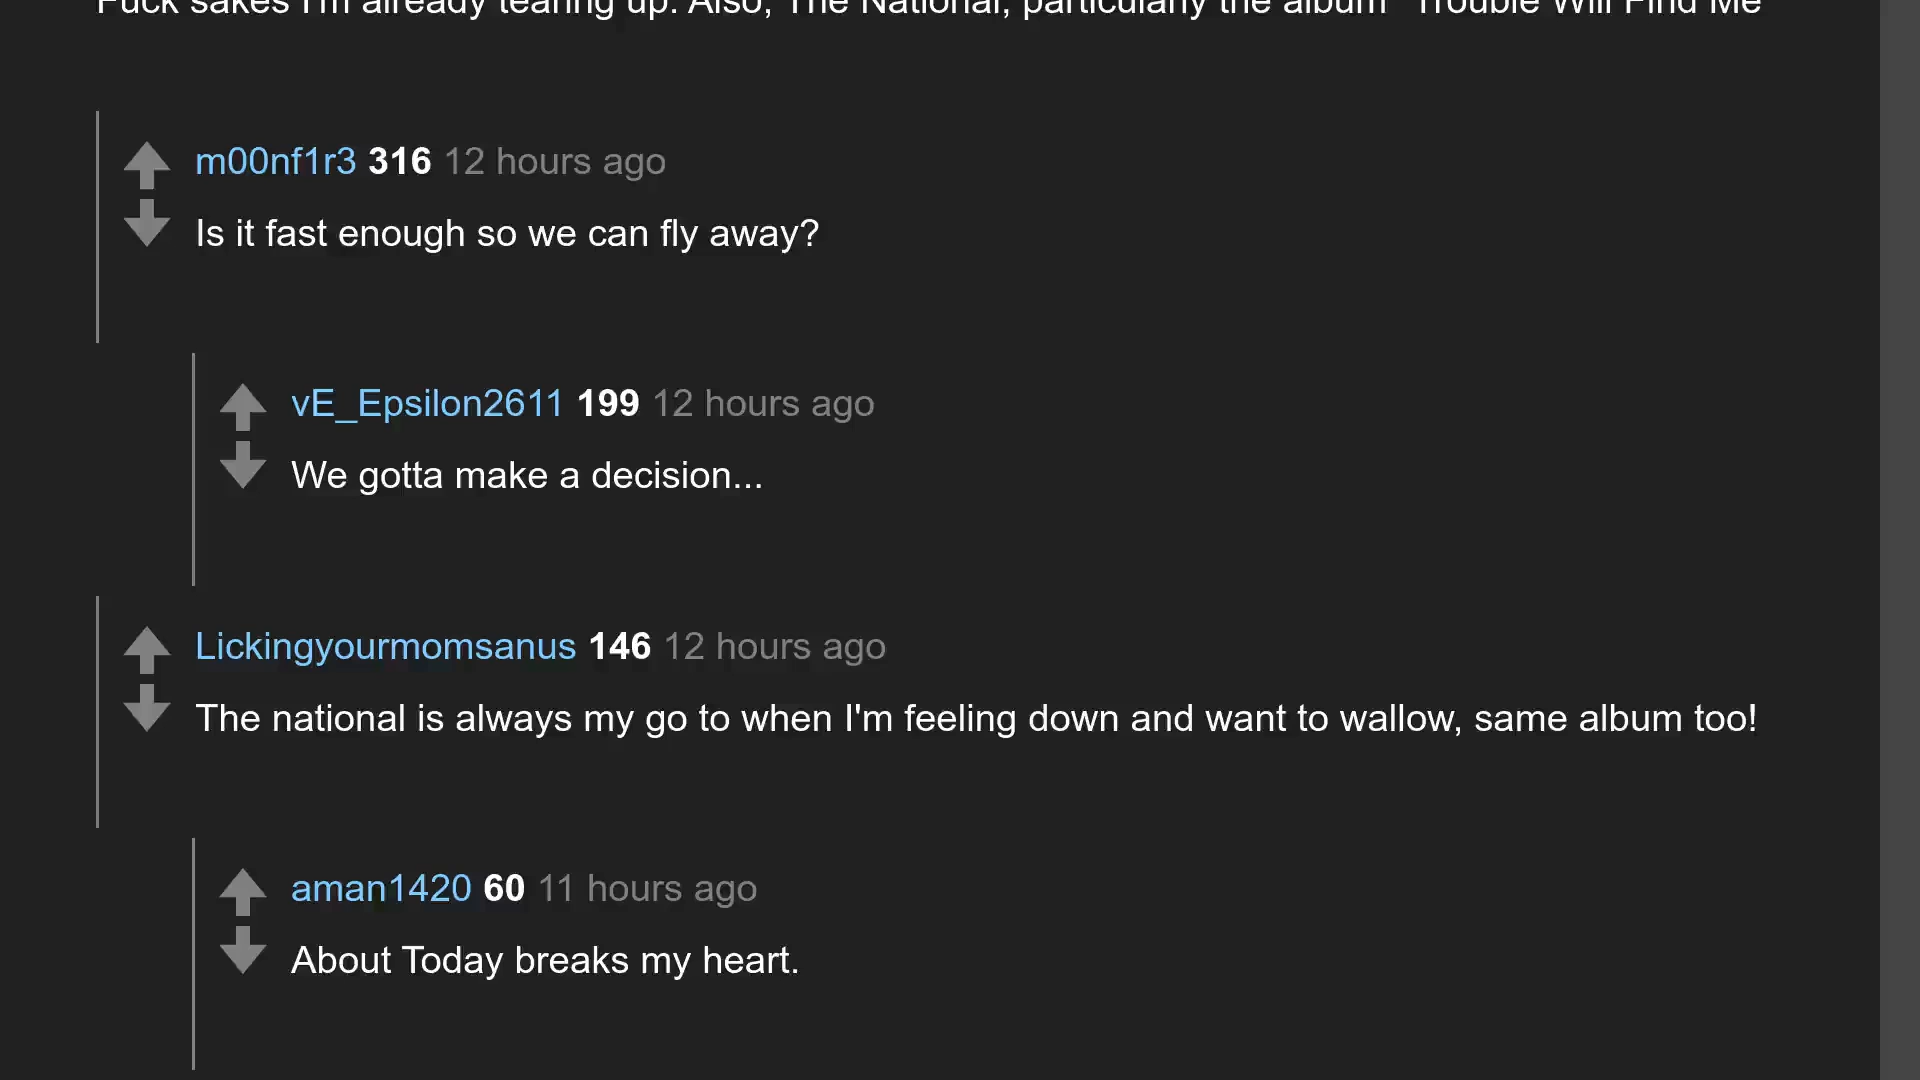 Fuck sakes I'm already tearing up. Also, The National, particularly the album "Trouble Will Find Me"
m00nf1r3 316 12 hours ago
Is it fast enough so we can fly away?
vE_Epsilon2611 199 12 hours ago
We gotta make a decision...
Lickingyourmomsanus 146 12 hours ago
The national is always my go to when I'm feeling down and want to wallow, same album too!
aman1420 60 11 hours ago
About Today breaks my heart.